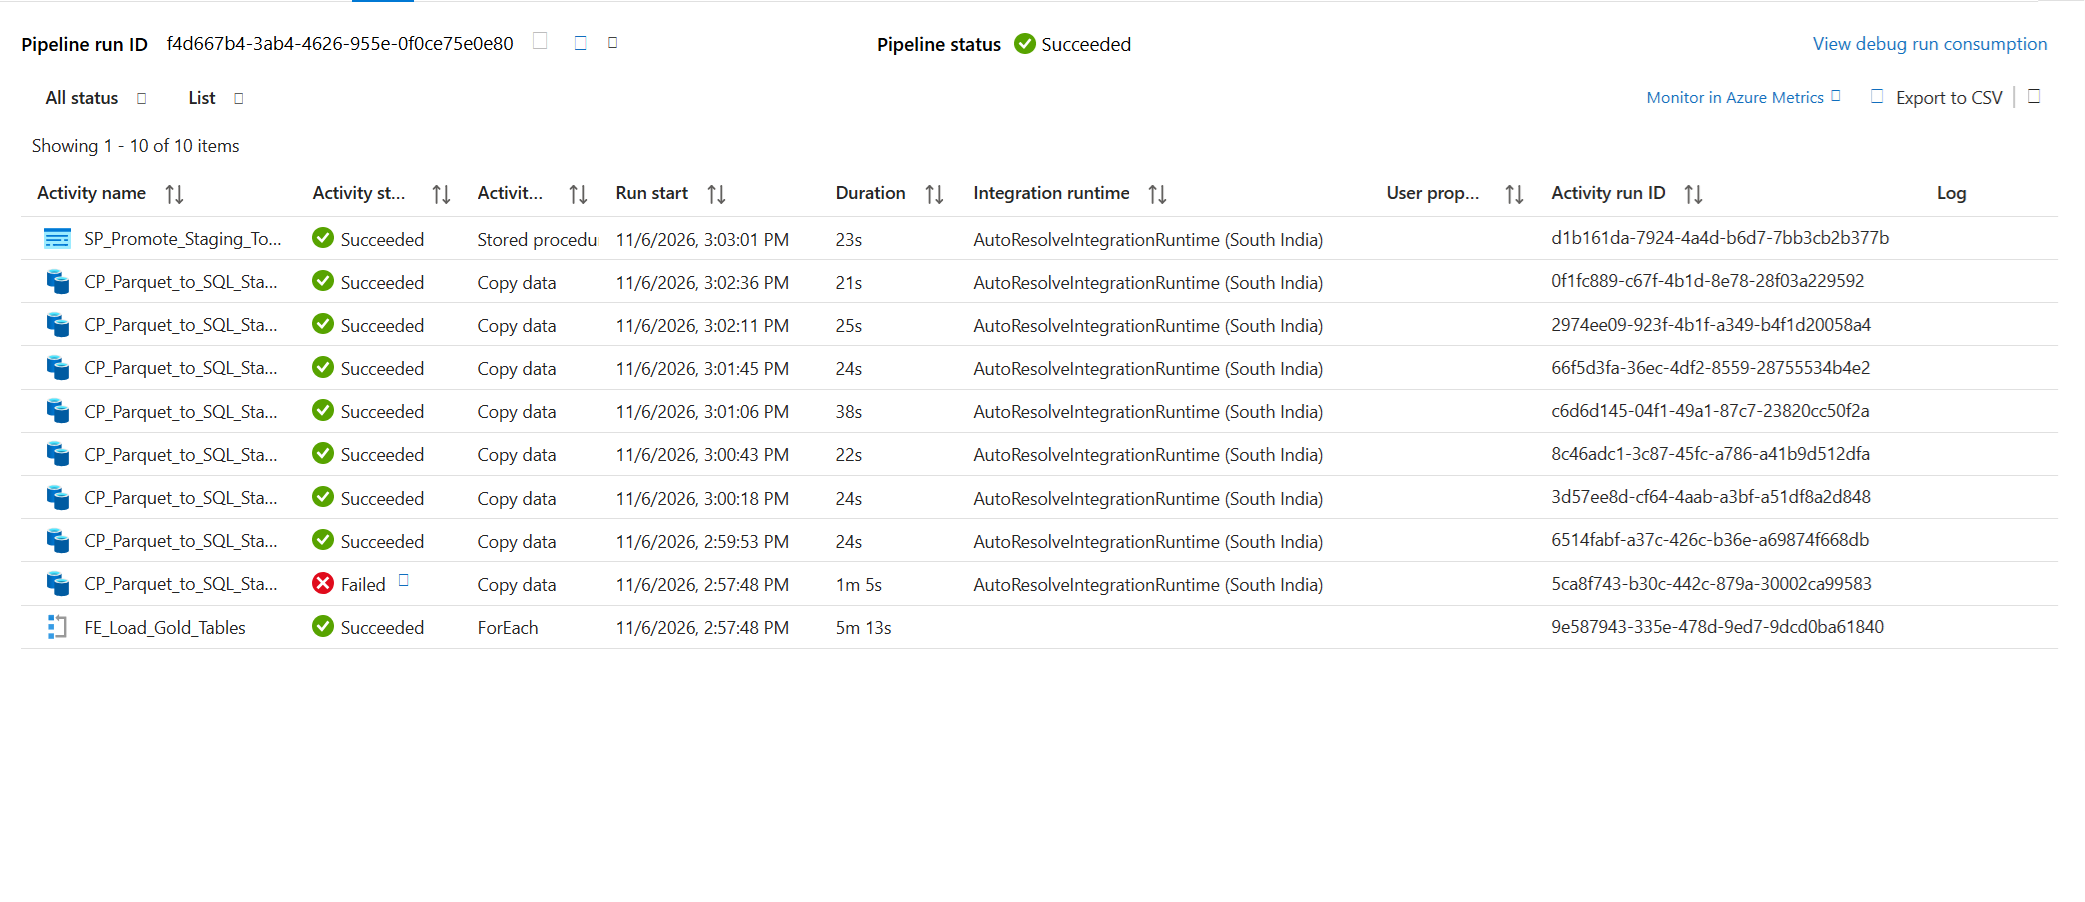 Pipeline run ID f4d667b4-3ab4-4626-955e-0f0ce75e0e80 Pipeline status Succeeded View debug run consumption
All status List Monitor in Azure Metrics Export to CSV
Showing 1 - 10 of 10 items
Activity name Activity st... Activit... Run start Duration Integration runtime User prop... Activity run ID Log
SP_Promote_Staging_To... Succeeded Stored procedu 11/6/2026, 3:03:01 PM 23s AutoResolveIntegrationRuntime (South India) d1b161da-7924-4a4d-b6d7-7bb3cb2b377b
CP_Parquet_to_SQL_Sta... Succeeded Copy data 11/6/2026, 3:02:36 PM 21s AutoResolveIntegrationRuntime (South India) 0f1fc889-c67f-4b1d-8e78-28f03a229592
CP_Parquet_to_SQL_Sta... Succeeded Copy data 11/6/2026, 3:02:11 PM 25s AutoResolveIntegrationRuntime (South India) 2974ee09-923f-4b1f-a349-b4f1d20058a4
CP_Parquet_to_SQL_Sta... Succeeded Copy data 11/6/2026, 3:01:45 PM 24s AutoResolveIntegrationRuntime (South India) 66f5d3fa-36ec-4df2-8559-28755534b4e2
CP_Parquet_to_SQL_Sta... Succeeded Copy data 11/6/2026, 3:01:06 PM 38s AutoResolveIntegrationRuntime (South India) c6d6d145-04f1-49a1-87c7-23820cc50f2a
CP_Parquet_to_SQL_Sta... Succeeded Copy data 11/6/2026, 3:00:43 PM 22s AutoResolveIntegrationRuntime (South India) 8c46adc1-3c87-45fc-a786-a41b9d512dfa
CP_Parquet_to_SQL_Sta... Succeeded Copy data 11/6/2026, 3:00:18 PM 24s AutoResolveIntegrationRuntime (South India) 3d57ee8d-cf64-4aab-a3bf-a51df8a2d848
CP_Parquet_to_SQL_Sta... Succeeded Copy data 11/6/2026, 2:59:53 PM 24s AutoResolveIntegrationRuntime (South India) 6514fabf-a37c-426c-b36e-a69874f668db
CP_Parquet_to_SQL_Sta... Failed Copy data 11/6/2026, 2:57:48 PM 1m 5s AutoResolveIntegrationRuntime (South India) 5ca8f743-b30c-442c-879a-30002ca99583
FE_Load_Gold_Tables Succeeded ForEach 11/6/2026, 2:57:48 PM 5m 13s 9e587943-335e-478d-9ed7-9dcd0ba61840